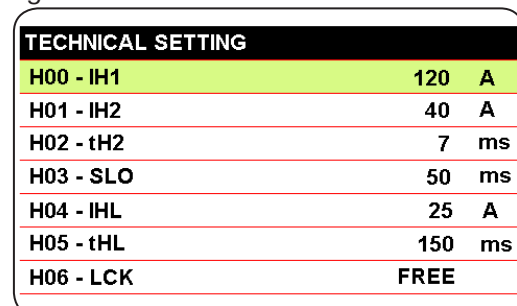 TECHNICAL SETTING
H00 - IH1 120 A
H01 - IH2 40 A
H02 - tH2 7 ms
H03 - SLO 50 ms
H04 - IHL 25 A
H05 - tHL 150 ms
H06 - LCK FREE